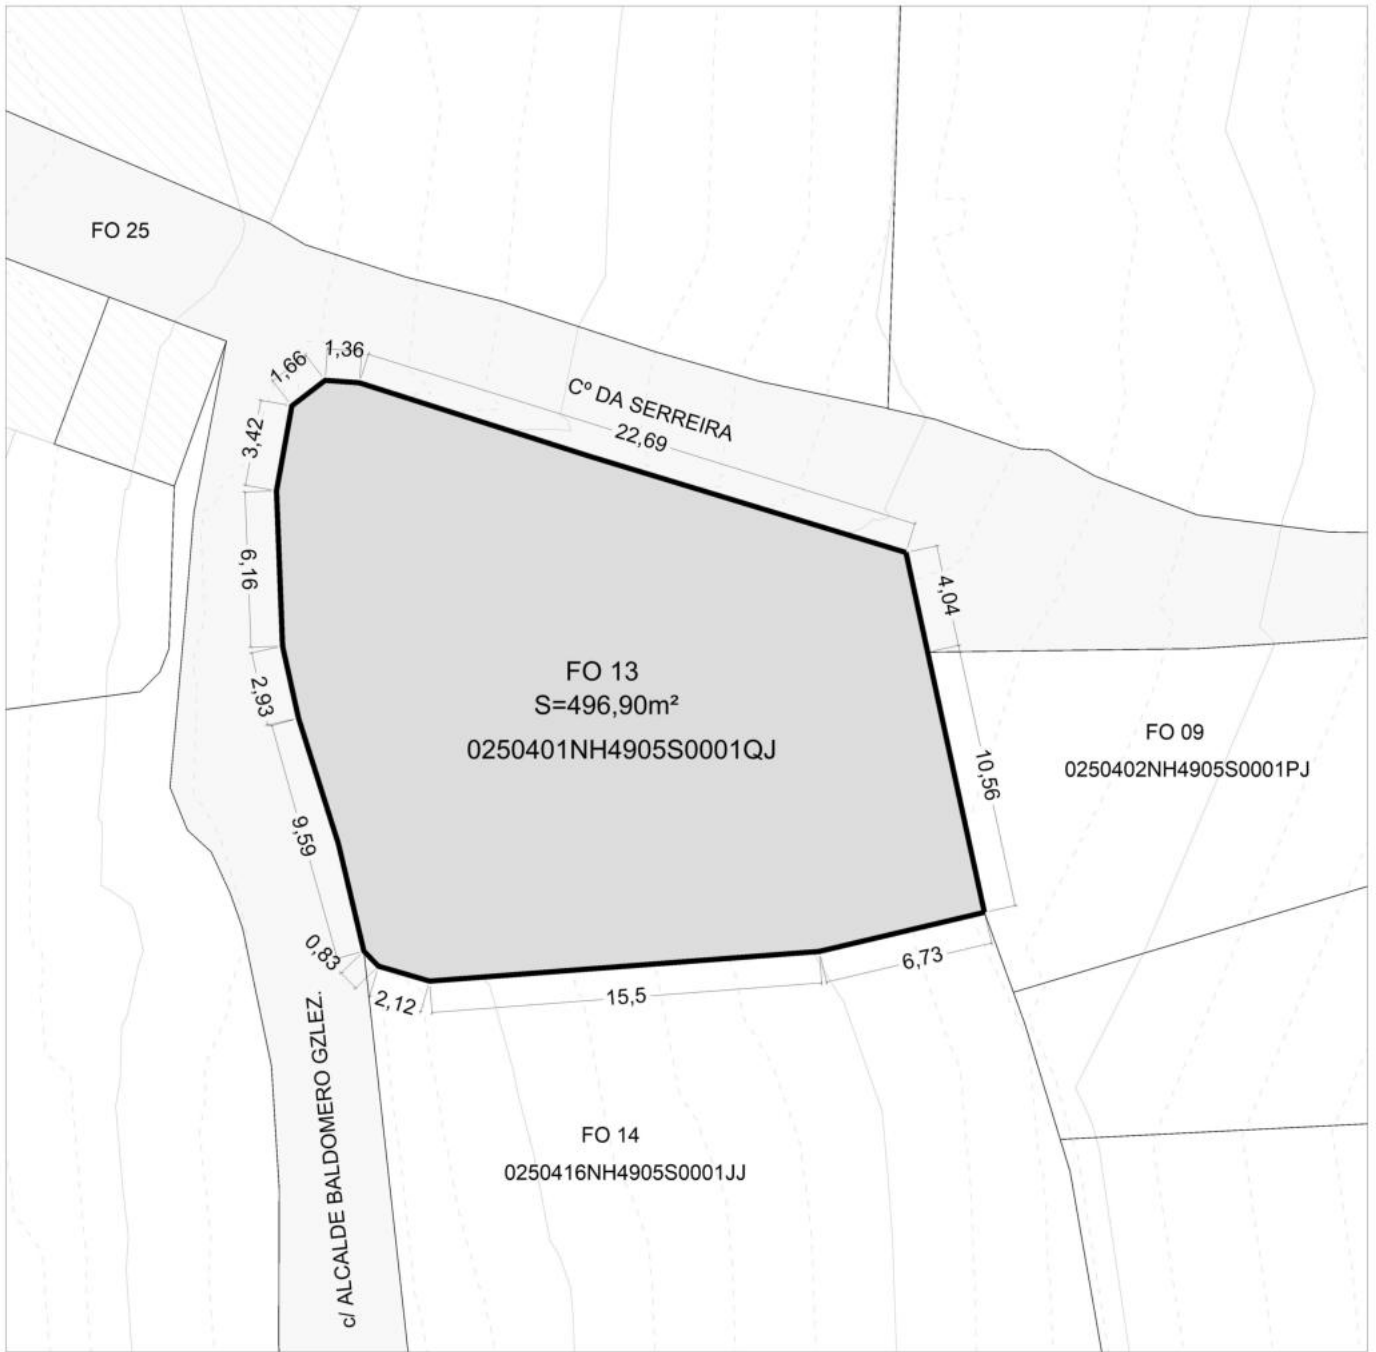 FO 25
1,66
1,36
Cº DA SERREIRA
22,69
3,42
6,16
4,04
FO 13
S=496,90m²
0250401NH4905S0001QJ
2,93
FO 09
0250402NH4905S0001PJ
10,56
9,59
0,83
2,12
15,5
6,73
c/ ALCALDE BALDOMERO GZLEZ.
FO 14
0250416NH4905S0001JJ